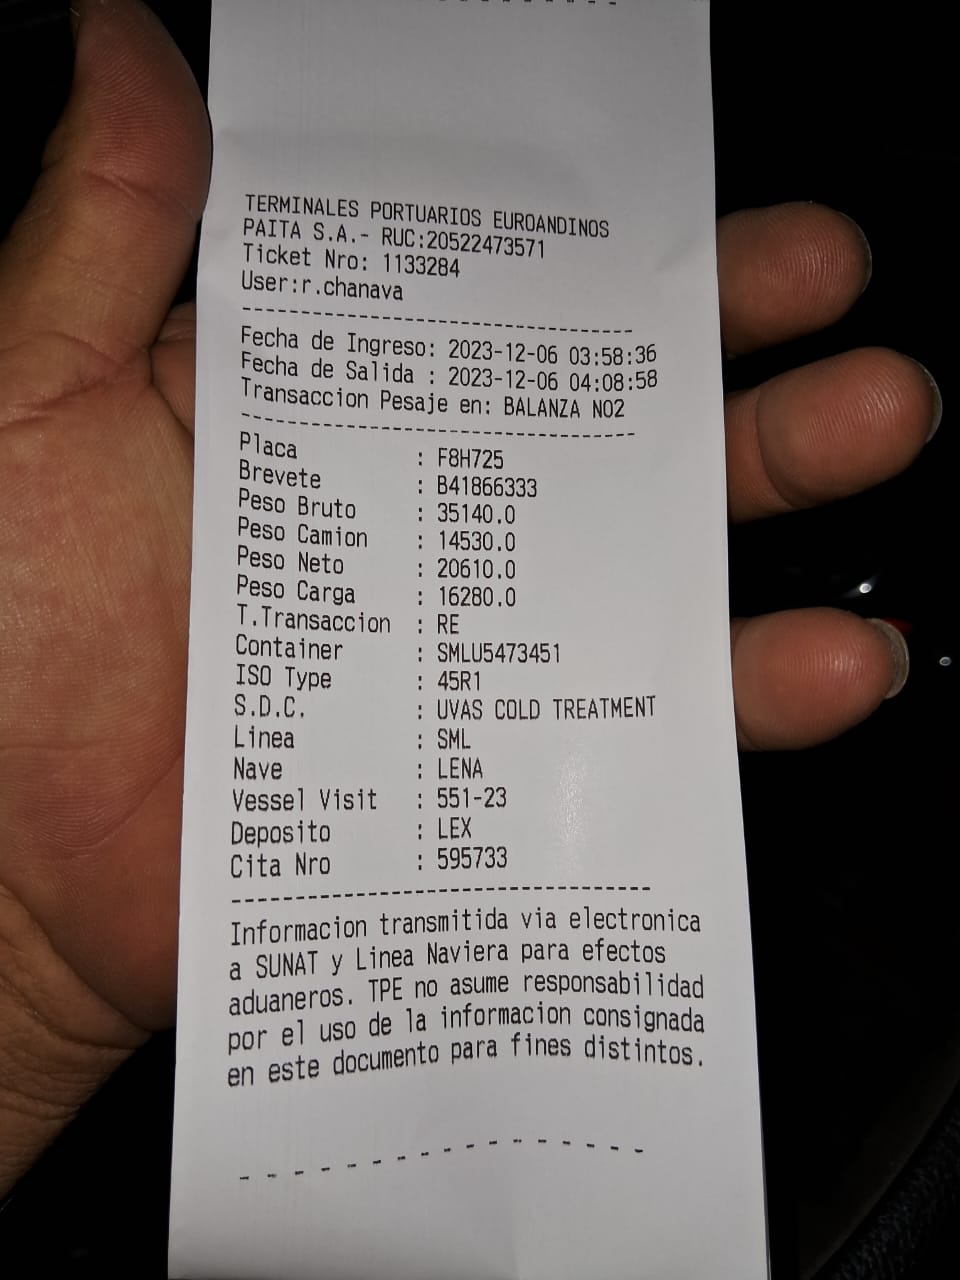 TERMINALES PORTUARIOS EUROANDINOS
PAITA S.A.- RUC:20522473571
Ticket Nro: 1133284
User:r.chanava
Fecha de Ingreso: 2023-12-06 03:58:36
Fecha de Salida : 2023-12-06 04:08:58
Transaccion Pesaje en: BALANZA NO2
Placa : F8H725
Brevete : B41866333
Peso Bruto : 35140.0
Peso Camion : 14530.0
Peso Neto : 20610.0
Peso Carga : 16280.0
T.Transaccion : RE
Container : SMLU5473451
ISO Type : 45R1
S.D.C. : UVAS COLD TREATMENT
Linea : SML
Nave : LENA
Vessel Visit : 551-23
Deposito : LEX
Cita Nro : 595733
Informacion transmitida via electronica
a SUNAT y Linea Naviera para efectos
aduaneros. TPE no asume responsabilidad
por el uso de la informacion consignada
en este documento para fines distintos.